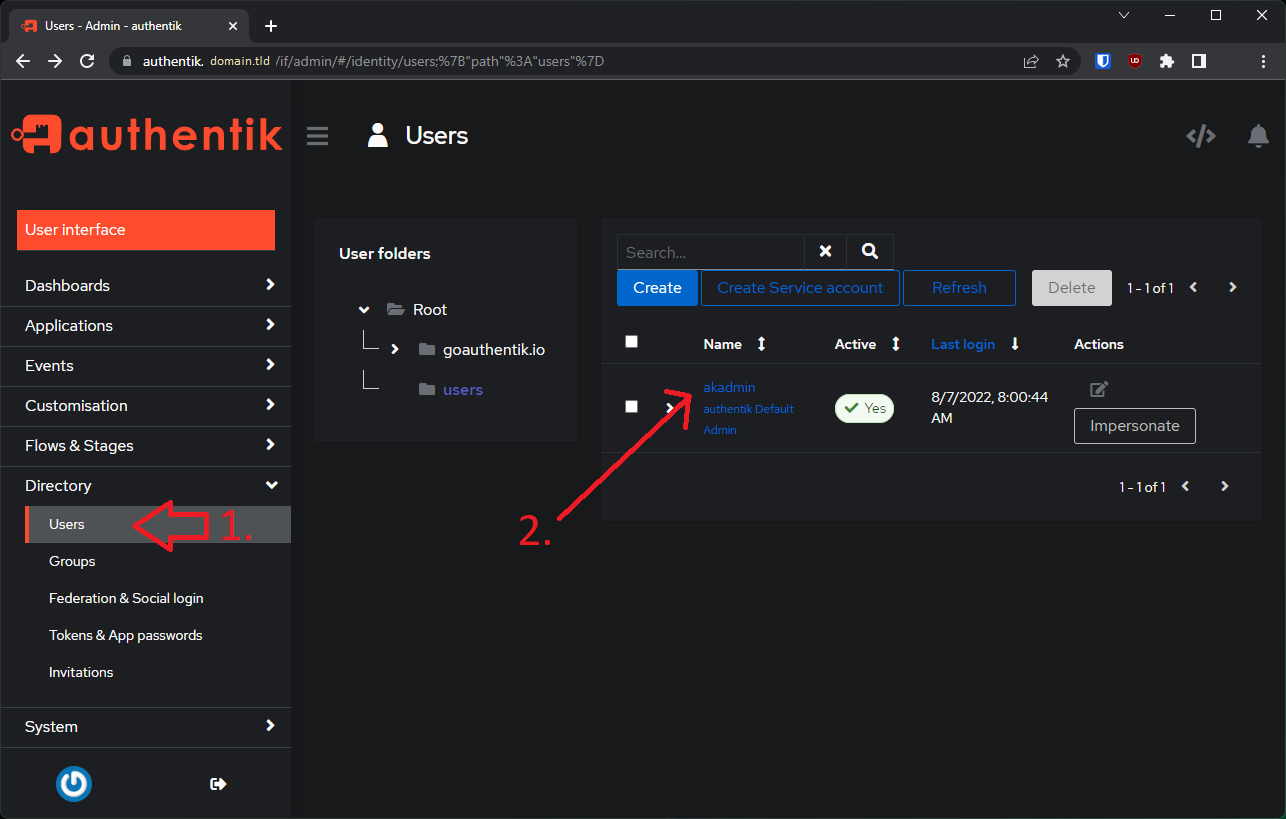 Users - Admin - authentik
authentik. domain.tld /if/admin/#/identity/users;%7B"path"%3A"users"%7D
authentik
Users
User interface
Dashboards
Applications
Events
Customisation
Flows & Stages
Directory
Users
1.
Groups
Federation & Social login
Tokens & App passwords
Invitations
System
User folders
Root
goauthentik.io
users
Search...
Create
Create Service account
Refresh
Delete
1 - 1 of 1
Name
Active
Last login
Actions
akadmin
authentik Default
Admin
Yes
8/7/2022, 8:00:44
AM
Impersonate
1 - 1 of 1
2.